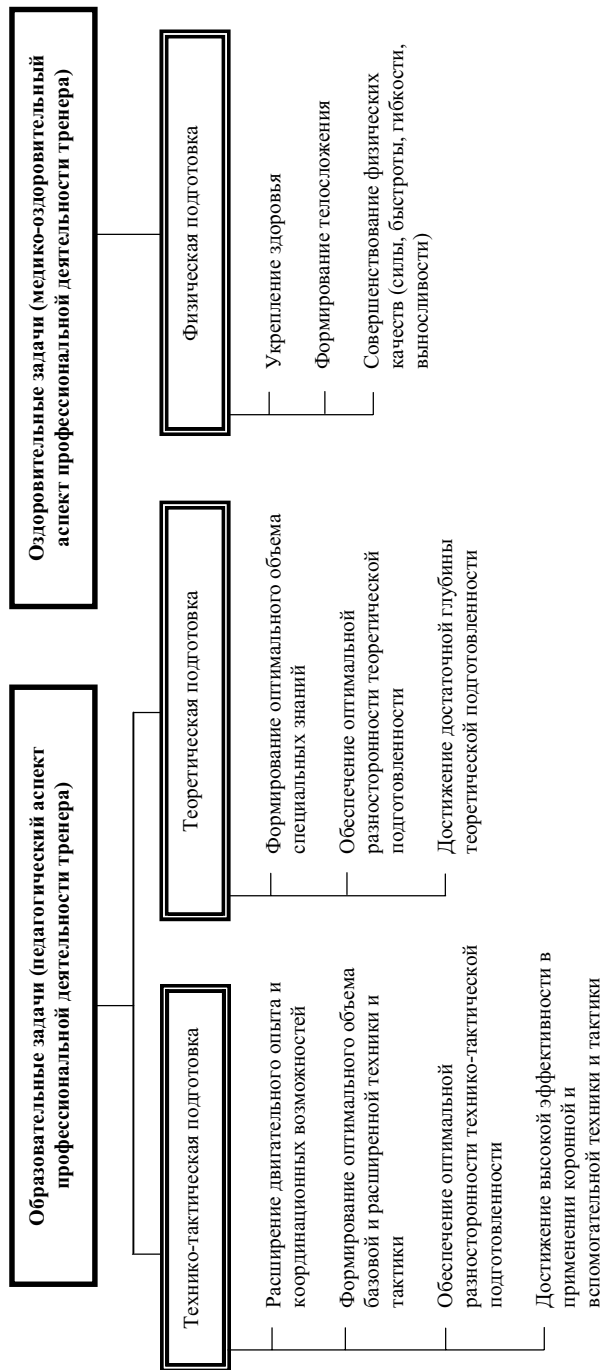 Образовательные задачи (педагогический аспект
профессиональной деятельности тренера)
Оздоровительные задачи (медико-оздоровительный
аспект профессиональной деятельности тренера)
Технико-тактическая подготовка
Расширение двигательного опыта и
координационных возможностей
Формирование оптимального объема
базовой и расширенной техники и
тактики
Обеспечение оптимальной
разносторонности технико-тактической
подготовленности
Достижение высокой эффективности в
применении коронной и
вспомогательной техники и тактики
Теоретическая подготовка
Формирование оптимального объема
специальных знаний
Обеспечение оптимальной
разносторонности теоретической
подготовленности
Достижение достаточной глубины
теоретической подготовленности
Физическая подготовка
Укрепление здоровья
Формирование телосложения
Совершенствование физических
качеств (силы, быстроты, гибкости,
выносливости)